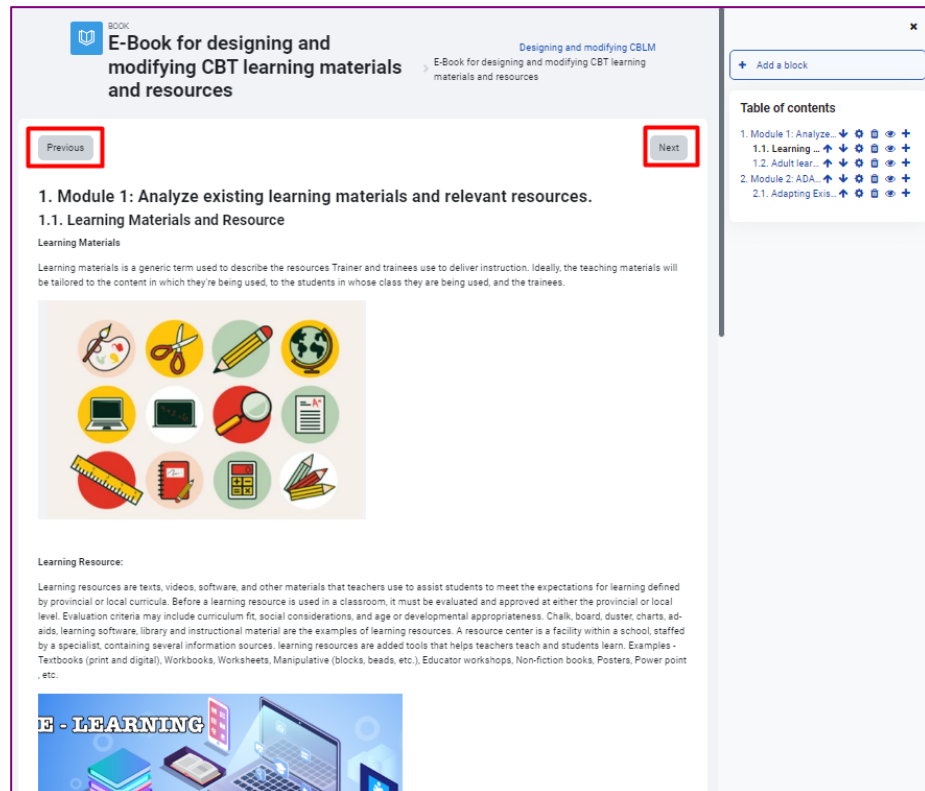 BOOK
E-Book for designing and
modifying CBT learning materials
and resources
Designing and modifying CBLM
E-Book for designing and modifying CBT learning
materials and resources
Previous
Next
1. Module 1: Analyze existing learning materials and relevant resources.
1.1. Learning Materials and Resource
Learning Materials
Learning materials is a generic term used to describe the resources Trainer and trainees use to deliver instruction. Ideally, the teaching materials will
be tailored to the content in which they're being used, to the students in whose class they are being used, and the trainees.
A+
Learning Resource:
Learning resources are texts, videos, software, and other materials that teachers use to assist students to meet the expectations for learning defined
by provincial or local curricula. Before a learning resource is used in a classroom, it must be evaluated and approved at either the provincial or local
level. Evaluation criteria may include curriculum fit, social considerations, and age or developmental appropriateness. Chalk, board, duster, charts, ad-
aids, learning software, library and instructional material are the examples of learning resources. A resource center is a facility within a school, staffed
by a specialist, containing several information sources. learning resources are added tools that helps teachers teach and students learn. Examples -
Textbooks (print and digital), Workbooks, Worksheets, Manipulative (blocks, beads, etc.), Educator workshops, Non-fiction books, Posters, Power point
, etc.
E - LEARNING
Add a block
Table of contents
1. Module 1: Analyze...
1.1. Learning ...
1.2. Adult lear...
2. Module 2: ADA...
2.1. Adapting Exis...